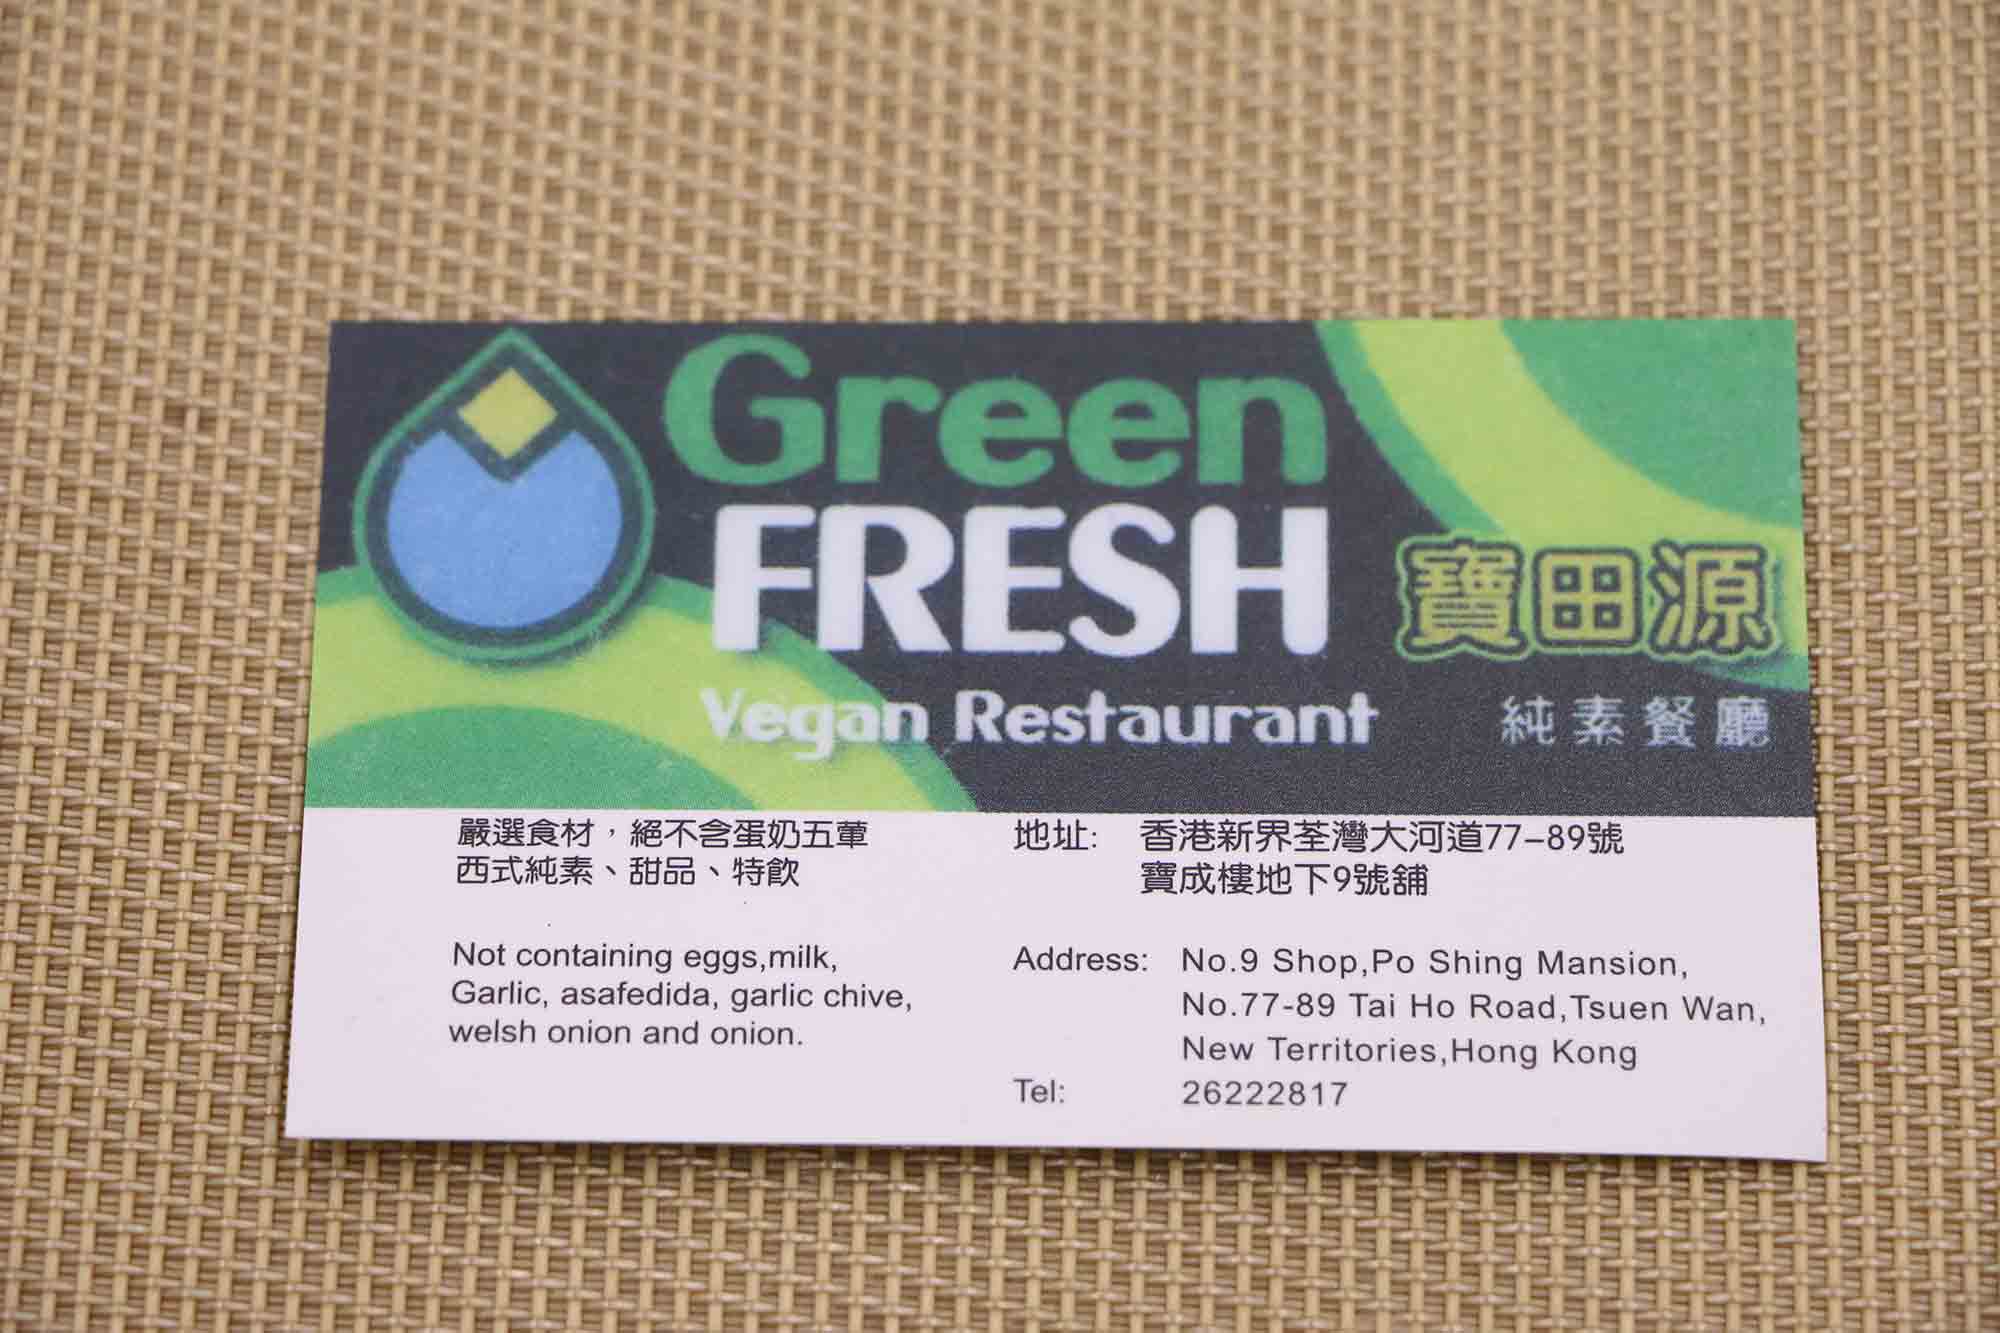 Green
FRESH
Vegan Restaurant
寶田源
純素餐廳
嚴選食材，絕不含蛋奶五葷
西式純素、甜品、特飲
Not containing eggs,milk,
Garlic, asafedida, garlic chive,
welsh onion and onion.
地址: 香港新界荃灣大河道77-89號
寶成樓地下9號舖
Address: No.9 Shop,Po Shing Mansion,
No.77-89 Tai Ho Road,Tsuen Wan,
New Territories,Hong Kong
Tel: 26222817